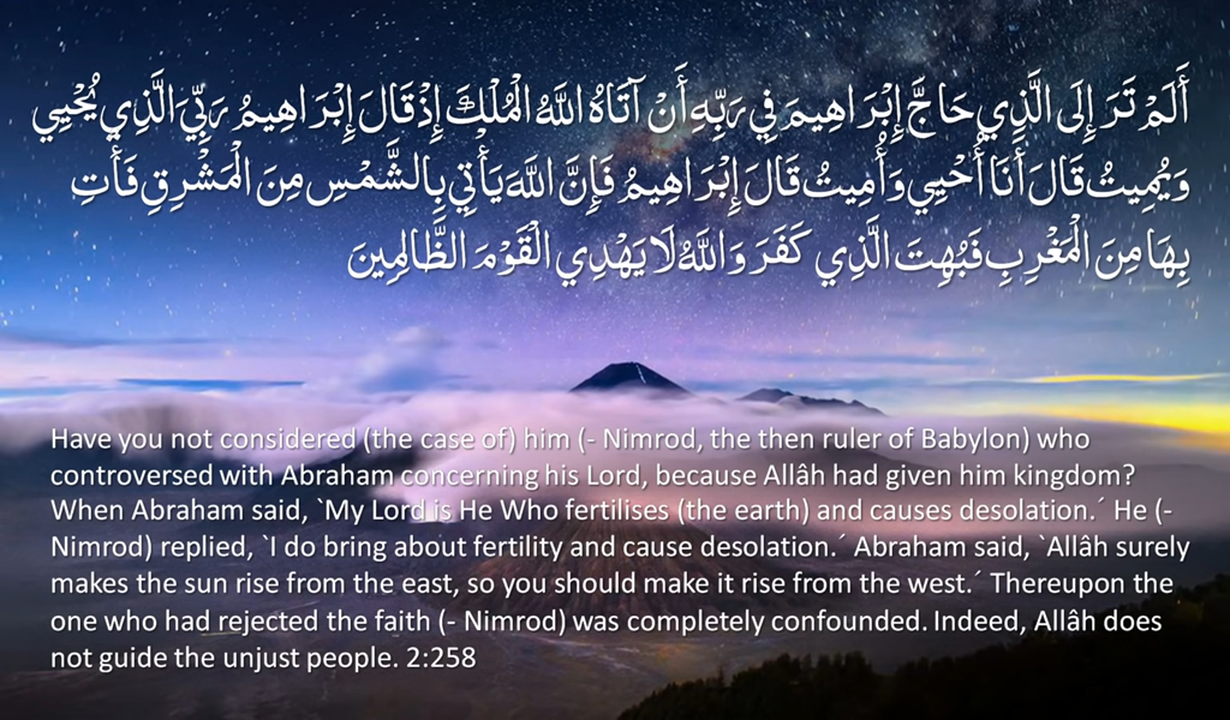 أَلَمْ تَرَ إِلَى الَّذِي حَاجَّ إِبْرَاهِيمَ فِي رَبِّهِ أَنْ آتَاهُ اللَّهُ الْمُلْكَ إِذْ قَالَ إِبْرَاهِيمُ رَبِّيَ الَّذِي يُحْيِي
وَيُمِيتُ قَالَ أَنَا أُحْيِي وَأُمِيتُ قَالَ إِبْرَاهِيمُ فَإِنَّ اللَّهَ يَأْتِي بِالشَّمْسِ مِنَ الْمَشْرِقِ فَأْتِ
بِهَا مِنَ الْمَغْرِبِ فَبُهِتَ الَّذِي كَفَرَ وَاللَّهُ لَا يَهْدِي الْقَوْمَ الظَّالِمِينَ
Have you not considered (the case of) him (- Nimrod, the then ruler of Babylon) who
controversed with Abraham concerning his Lord, because Allâh had given him kingdom?
When Abraham said, `My Lord is He Who fertilises (the earth) and causes desolation.´ He (-
Nimrod) replied, `I do bring about fertility and cause desolation.´ Abraham said, `Allâh surely
makes the sun rise from the east, so you should make it rise from the west.´ Thereupon the
one who had rejected the faith (- Nimrod) was completely confounded. Indeed, Allâh does
not guide the unjust people. 2:258